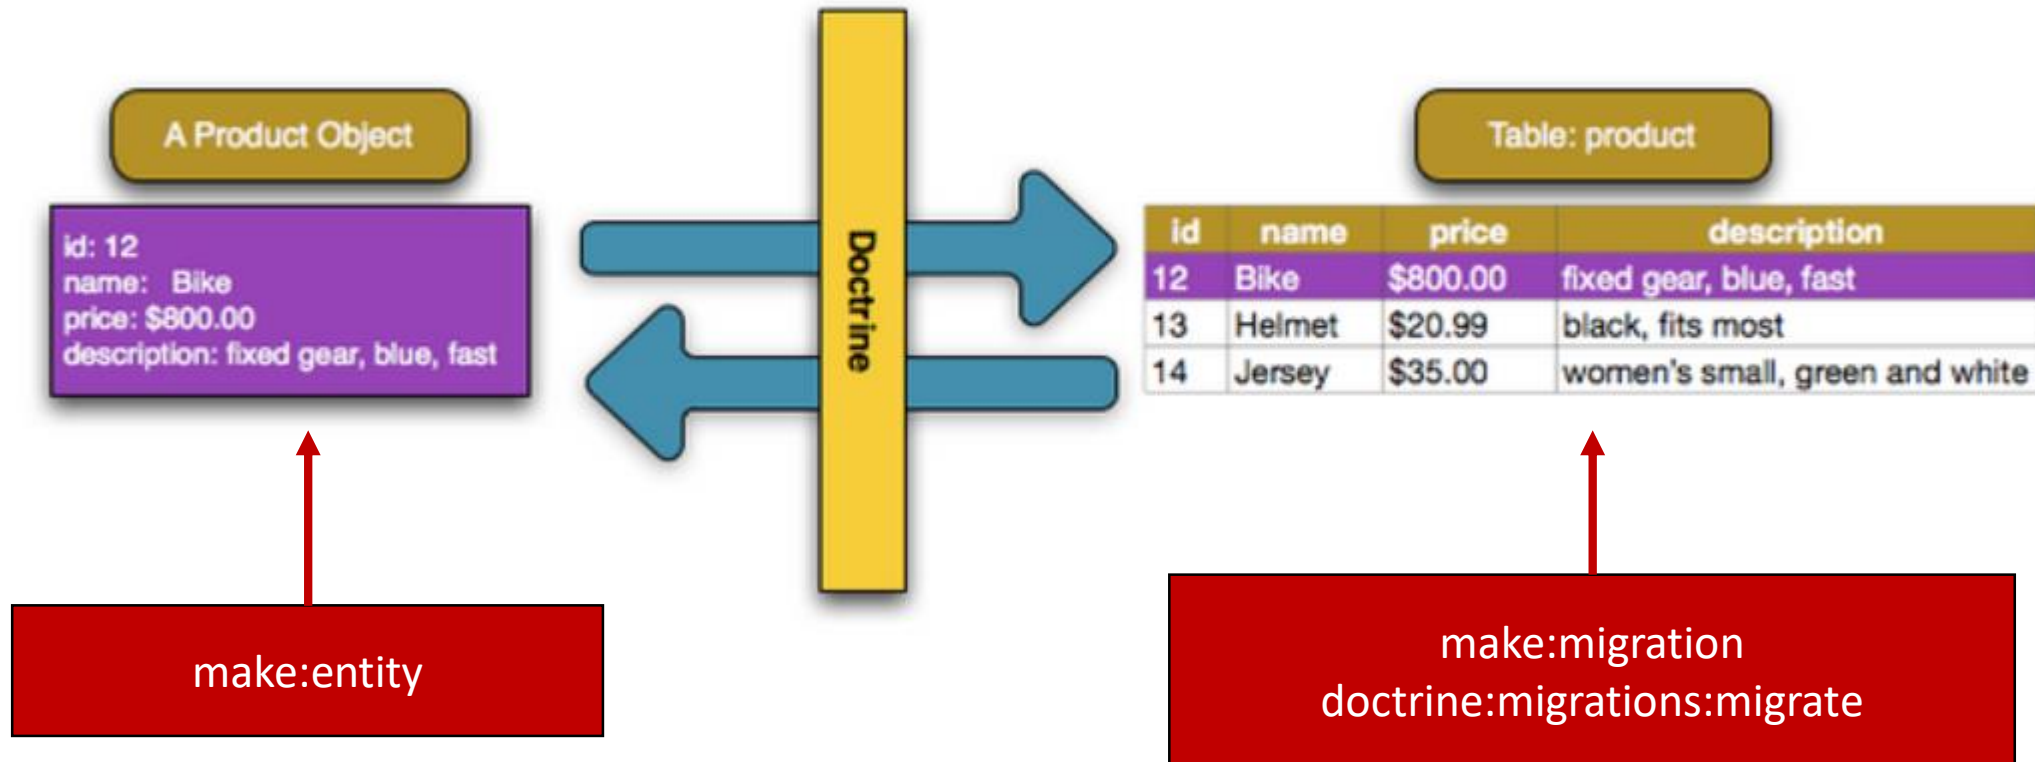 A Product Object
id: 12
name: Bike
price: $800.00
description: fixed gear, blue, fast
make:entity
Doctrine
Table: product
id name price description
12 Bike $800.00 fixed gear, blue, fast
13 Helmet $20.99 black, fits most
14 Jersey $35.00 women's small, green and white
make:migration
doctrine:migrations:migrate